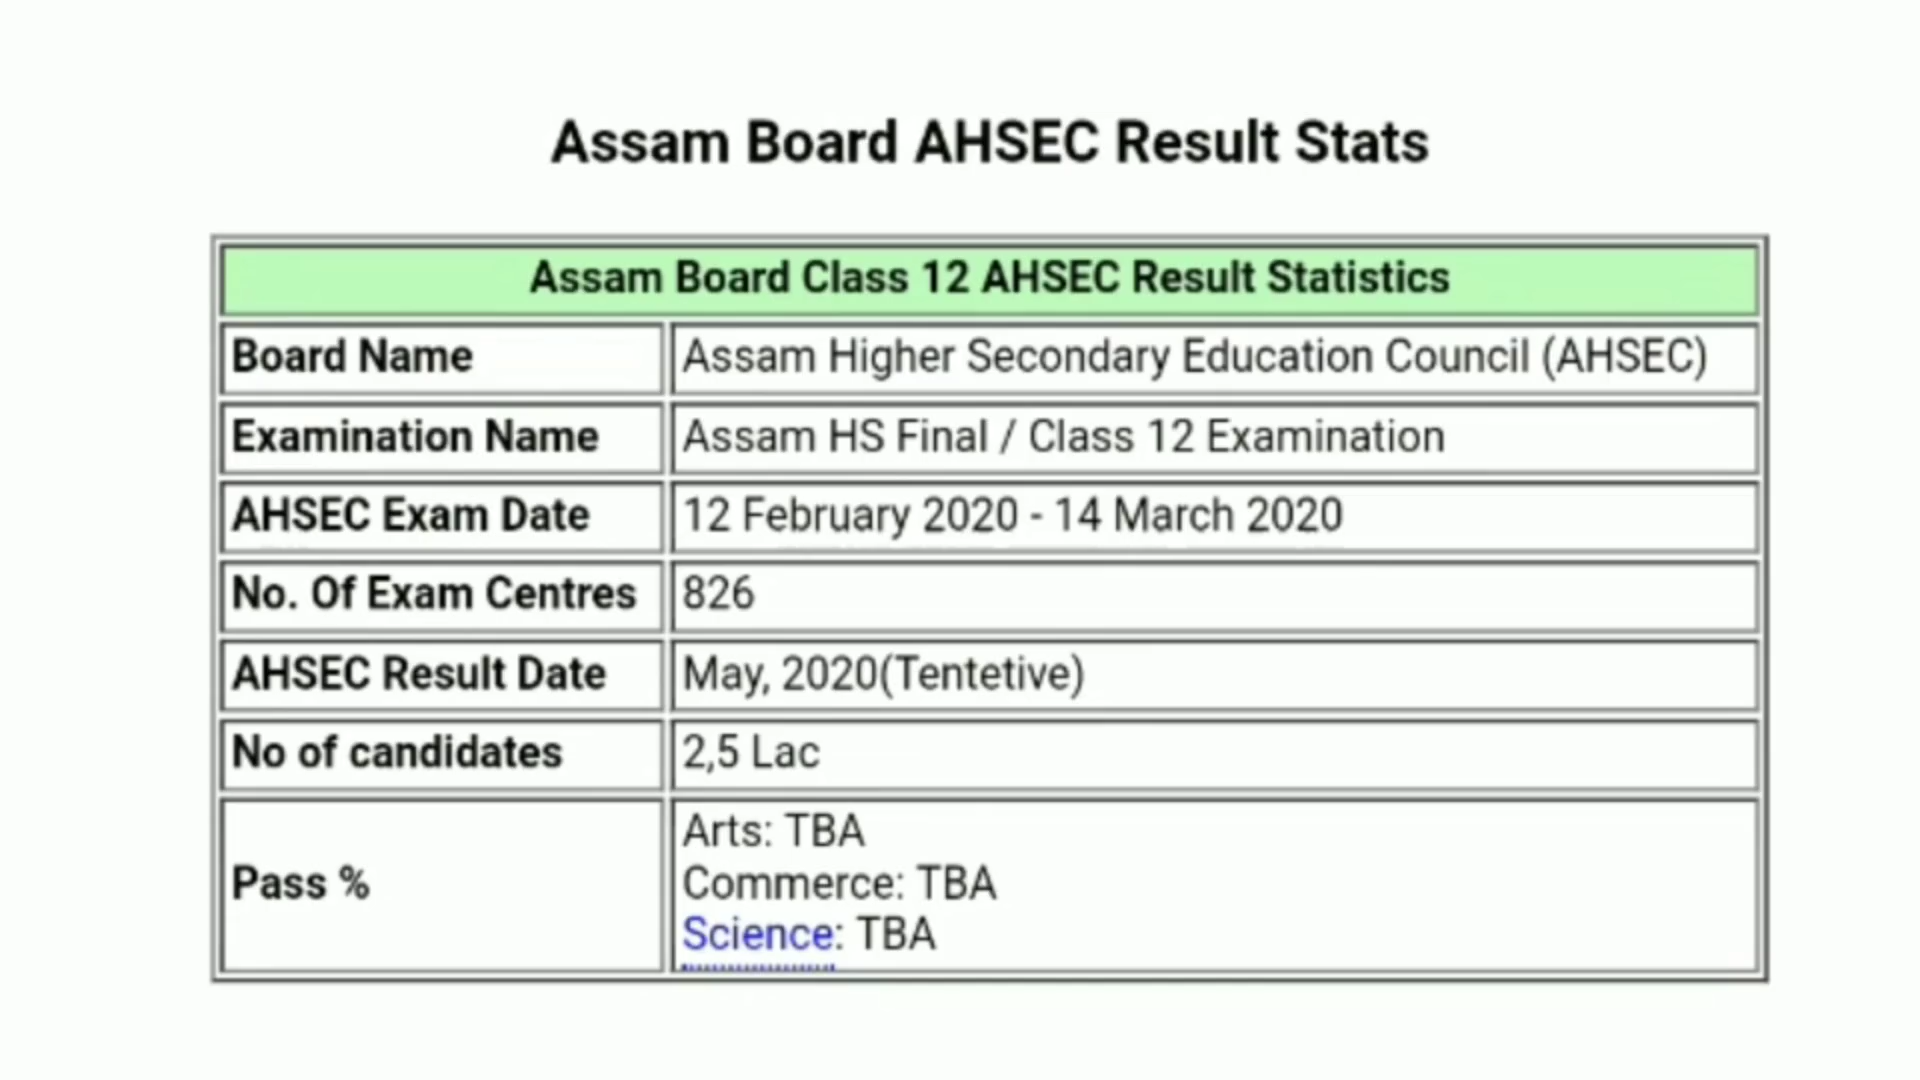 Assam Board AHSEC Result Stats
Assam Board Class 12 AHSEC Result Statistics
Board Name Assam Higher Secondary Education Council (AHSEC)
Examination Name Assam HS Final / Class 12 Examination
AHSEC Exam Date 12 February 2020 - 14 March 2020
No. Of Exam Centres 826
AHSEC Result Date May, 2020(Tentetive)
No of candidates 2,5 Lac
Pass %
Arts: TBA
Commerce: TBA
Science: TBA